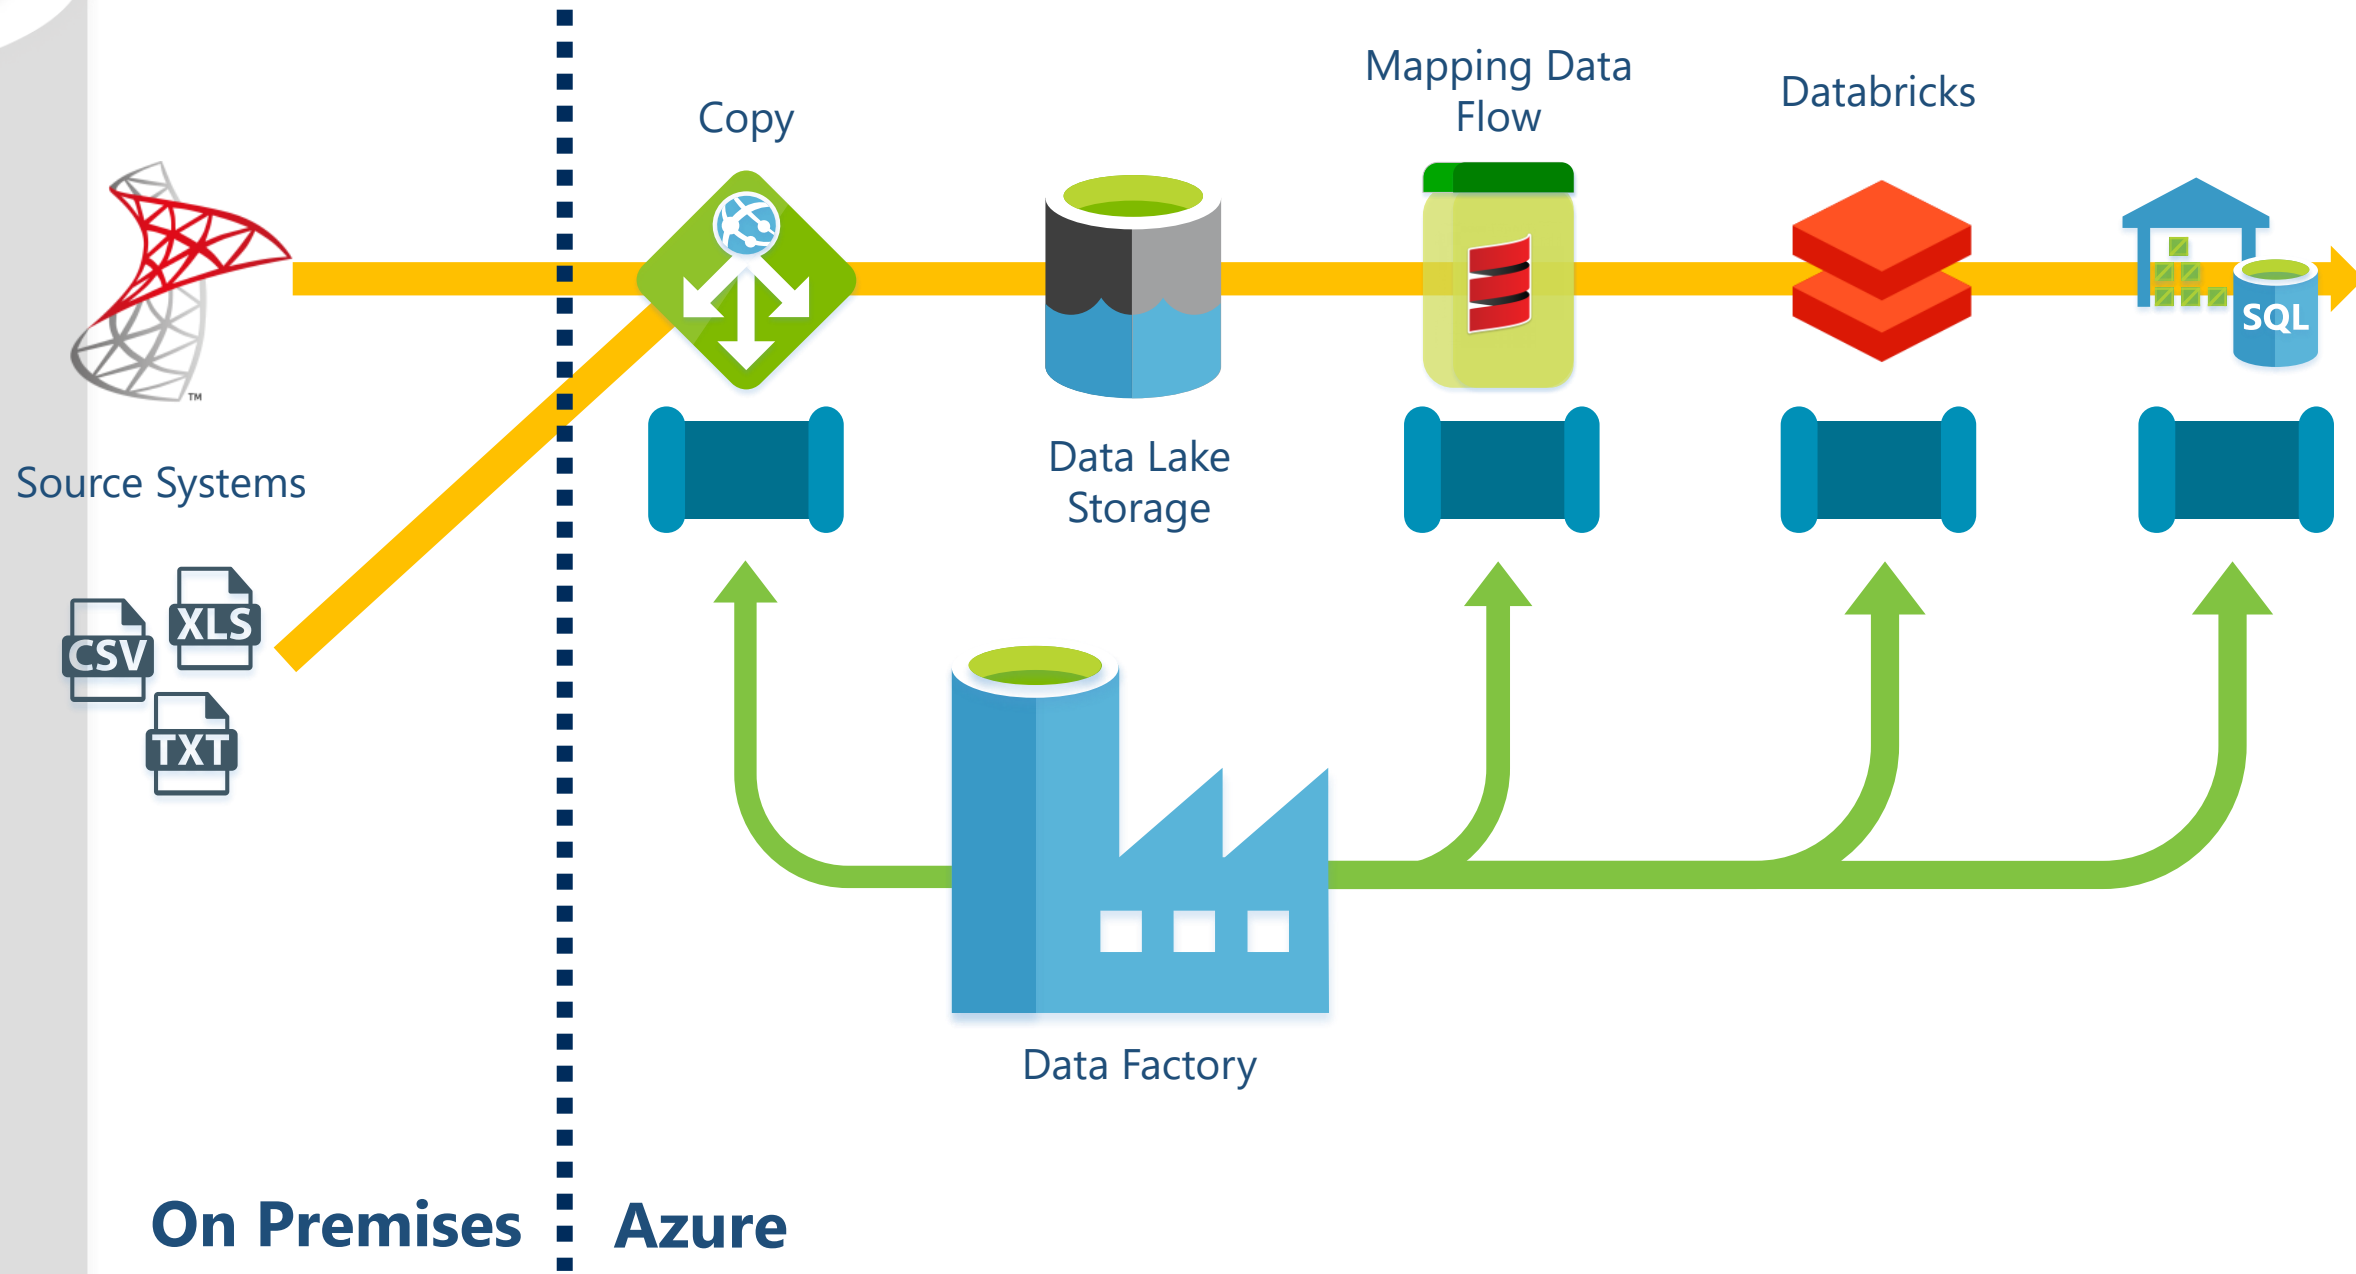 Mapping Data
Flow
Databricks
Copy
TM
SQL
Source Systems
Data Lake
Storage
XLS
CSV
TXT
Data Factory
On Premises
Azure